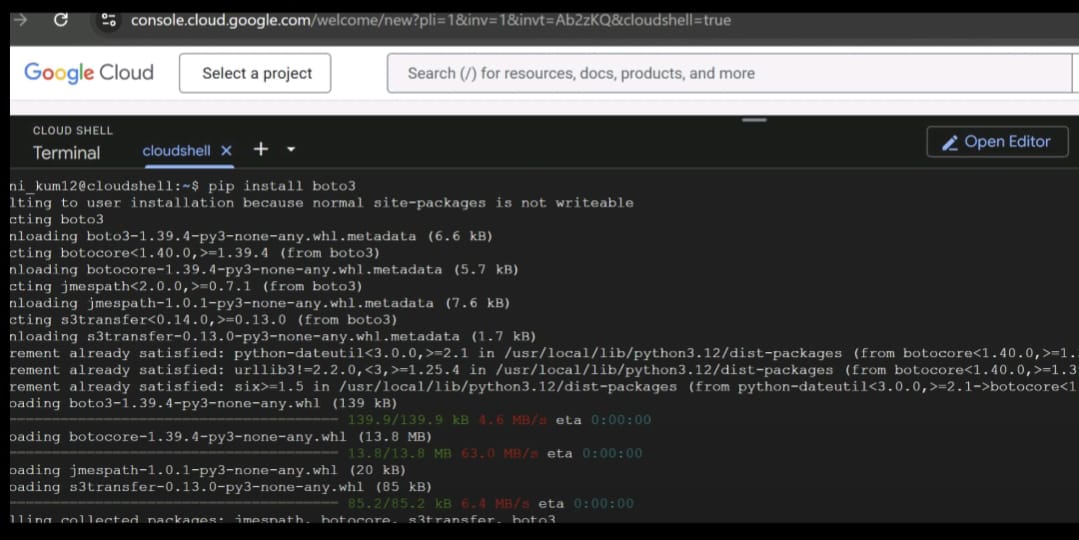 console.cloud.google.com/welcome/new?pli=1&inv=1&invt=Ab2zKQ&cloudshell=true
Google Cloud Select a project Search (/) for resources, docs, products, and more
CLOUD SHELL
Terminal cloudshell × + Open Editor
ni_kum12@cloudshell:~$ pip install boto3
lting to user installation because normal site-packages is not writeable
cting boto3
nloading boto3-1.39.4-py3-none-any.whl.metadata (6.6 kB)
cting botocore<1.40.0,>=1.39.4 (from boto3)
nloading botocore-1.39.4-py3-none-any.whl.metadata (5.7 kB)
cting jmespath<2.0.0,>=0.7.1 (from boto3)
nloading jmespath-1.0.1-py3-none-any.whl.metadata (7.6 kB)
cting s3transfer<0.14.0,>=0.13.0 (from boto3)
nloading s3transfer-0.13.0-py3-none-any.whl.metadata (1.7 kB)
rement already satisfied: python-dateutil<3.0.0,>=2.1 in /usr/local/lib/python3.12/dist-packages (from botocore<1.40.0,>=1.
rement already satisfied: urllib3!=2.2.0,<3,>=1.25.4 in /usr/local/lib/python3.12/dist-packages (from botocore<1.40.0,>=1.3
rement already satisfied: six>=1.5 in /usr/local/lib/python3.12/dist-packages (from python-dateutil<3.0.0,>=2.1->botocore<1
oading boto3-1.39.4-py3-none-any.whl (139 kB)
139.9/139.9 kB 4.6 MB/s eta 0:00:00
oading botocore-1.39.4-py3-none-any.whl (13.8 MB)
13.8/13.8 MB 63.0 MB/s eta 0:00:00
oading jmespath-1.0.1-py3-none-any.whl (20 kB)
oading s3transfer-0.13.0-py3-none-any.whl (85 kB)
85.2/85.2 kB 6.4 MB/s eta 0:00:00
lling collected packages: jmespath, botocore, s3transfer, boto3